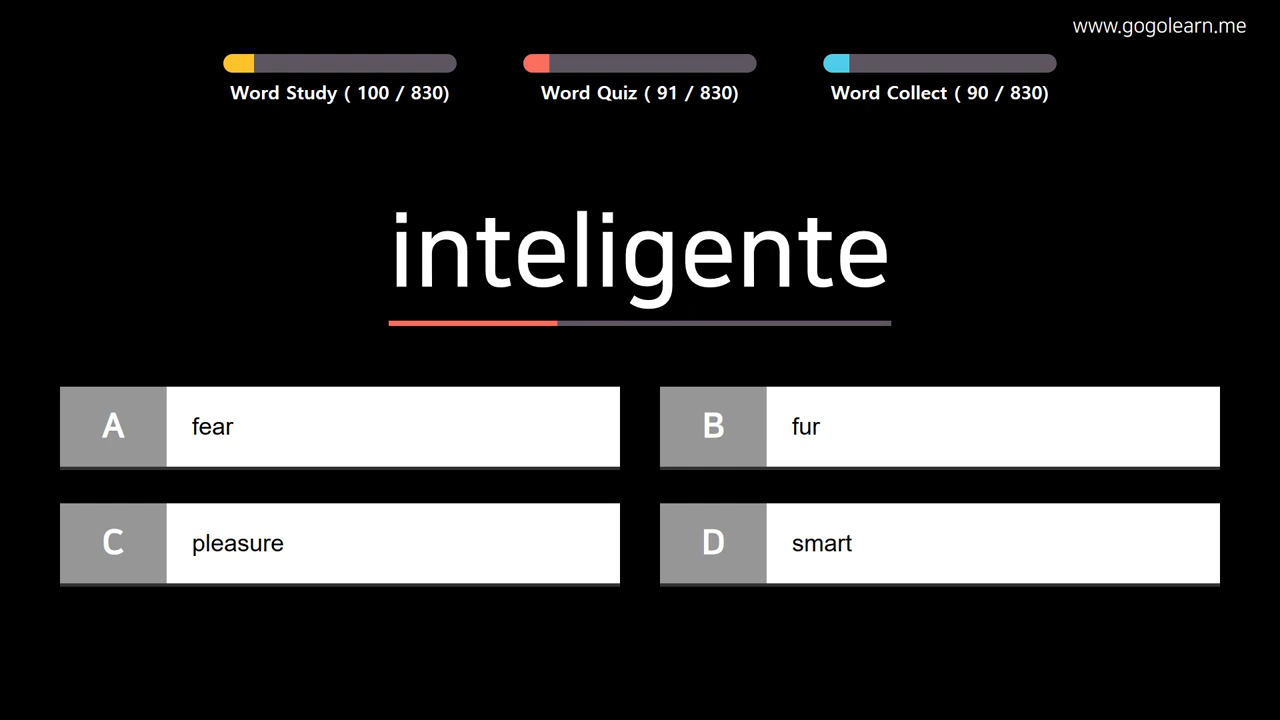 www.gogolearn.me
Word Study ( 100 / 830)
Word Quiz ( 91 / 830)
Word Collect ( 90 / 830)
inteligente
A fear
B fur
C pleasure
D smart